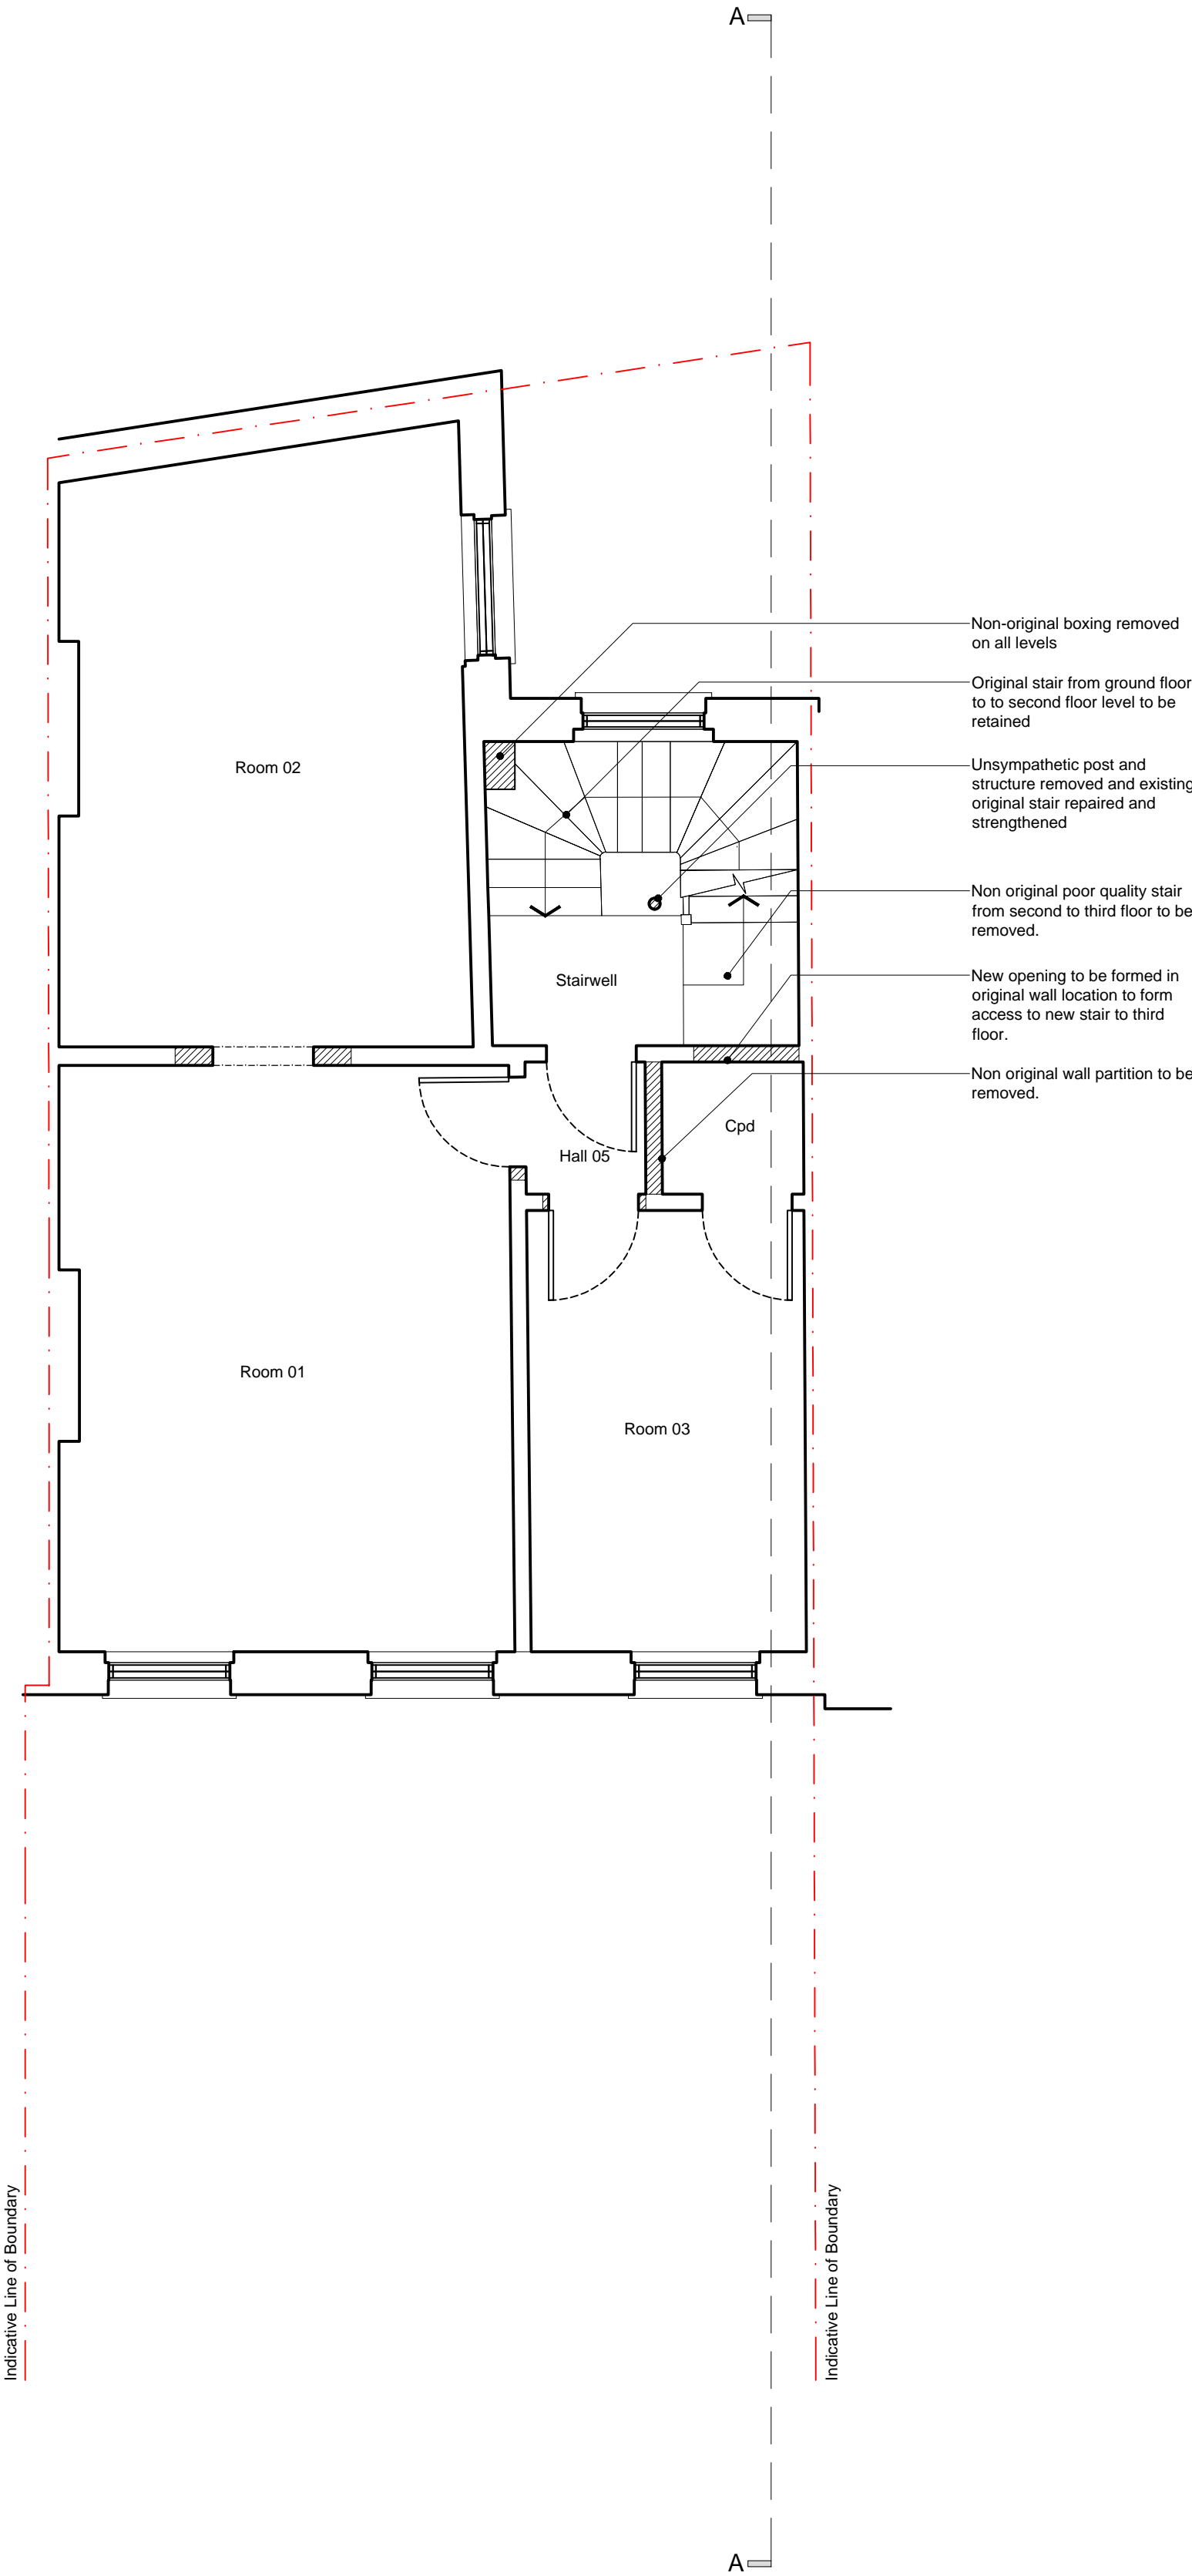 A
Non-original boxing removed
on all levels
Original stair from ground floor
to to second floor level to be
retained
Unsympathetic post and
structure removed and existing
original stair repaired and
strengthened
Non original poor quality stair
from second to third floor to be
removed.
New opening to be formed in
original wall location to form
access to new stair to third
floor.
Non original wall partition to be
removed.
Room 02
Stairwell
Cpd
Hall 05
Room 01
Room 03
Indicative Line of Boundary
Indicative Line of Boundary
A